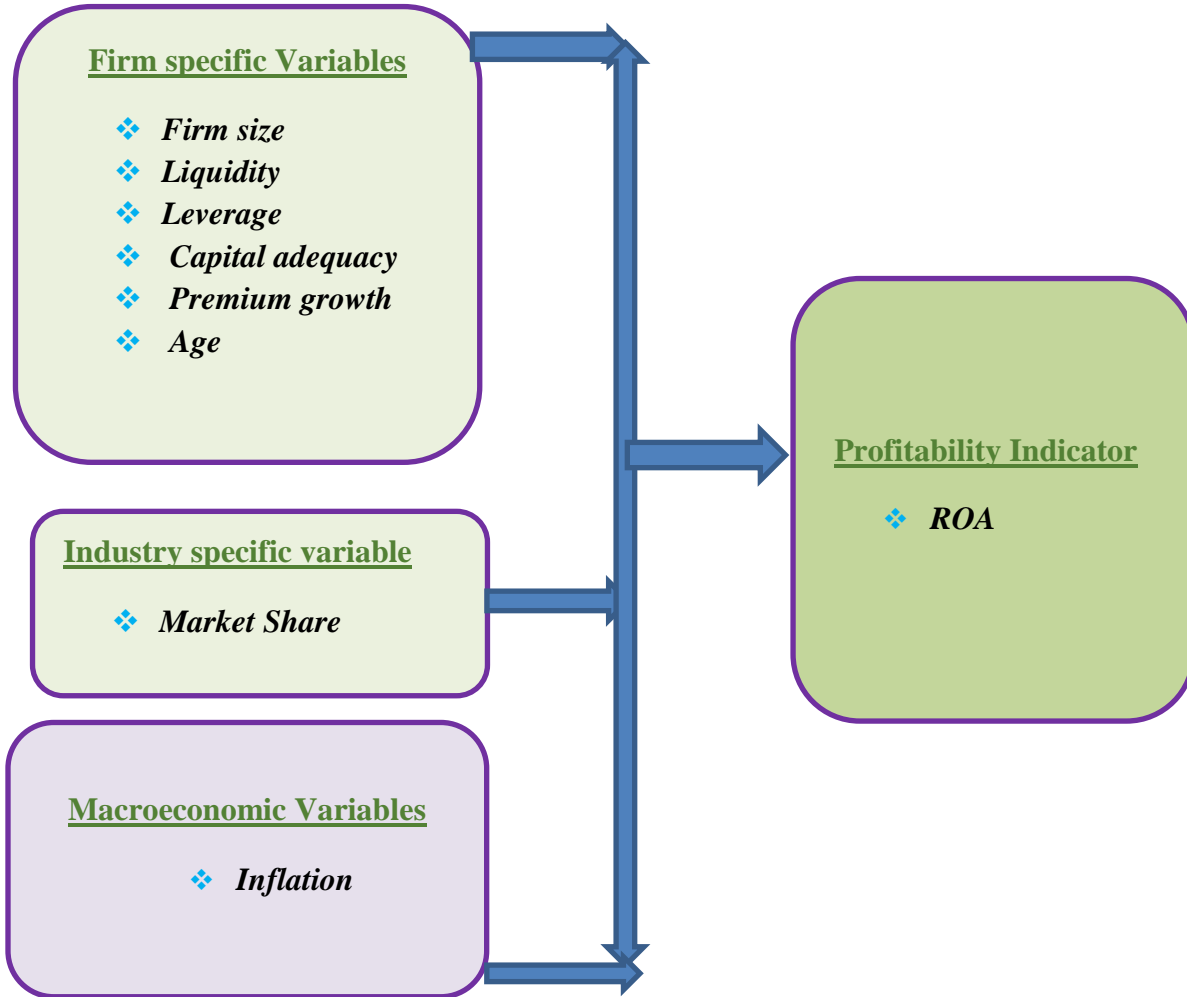 Firm specific Variables
Firm size
Liquidity
Leverage
Capital adequacy
Premium growth
Age
Industry specific variable
Market Share
Macroeconomic Variables
Inflation
Profitability Indicator
ROA